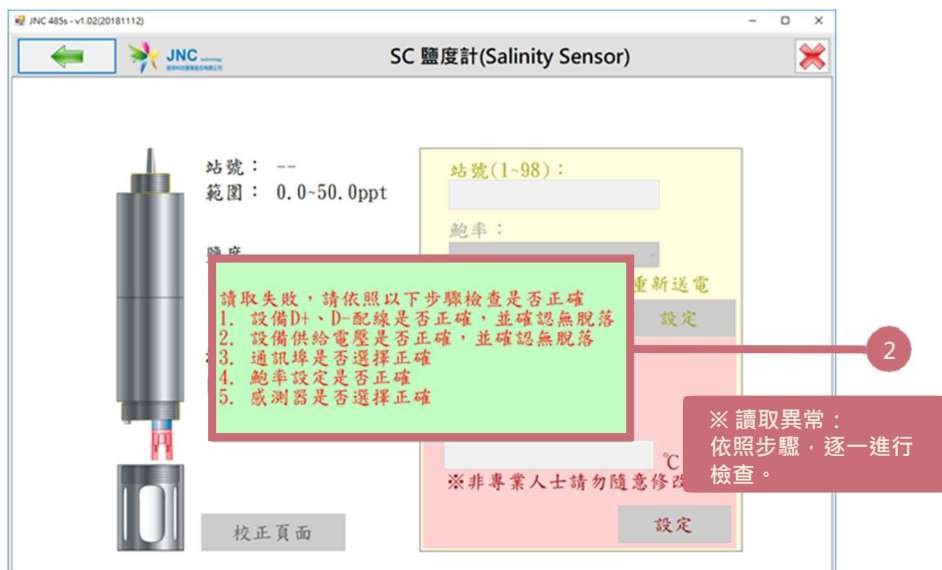 JNC 485s - v1.02(20181112)
JNC technology
SC 鹽度計(Salinity Sensor)
站號： --
範圍： 0.0~50.0ppt
鹽度
站號(1~98)：
鮑率：
重新送電
設定
讀取失敗，請依照以下步驟檢查是否正確
1. 設備D+、D-配線是否正確，並確認無脫落
2. 設備供給電壓是否正確，並確認無脫落
3. 通訊埠是否選擇正確
4. 鮑率設定是否正確
5. 感測器是否選擇正確
2
※ 讀取異常：
依照步驟，逐一進行
檢查。
℃
※非專業人士請勿隨意修改
設定
校正頁面